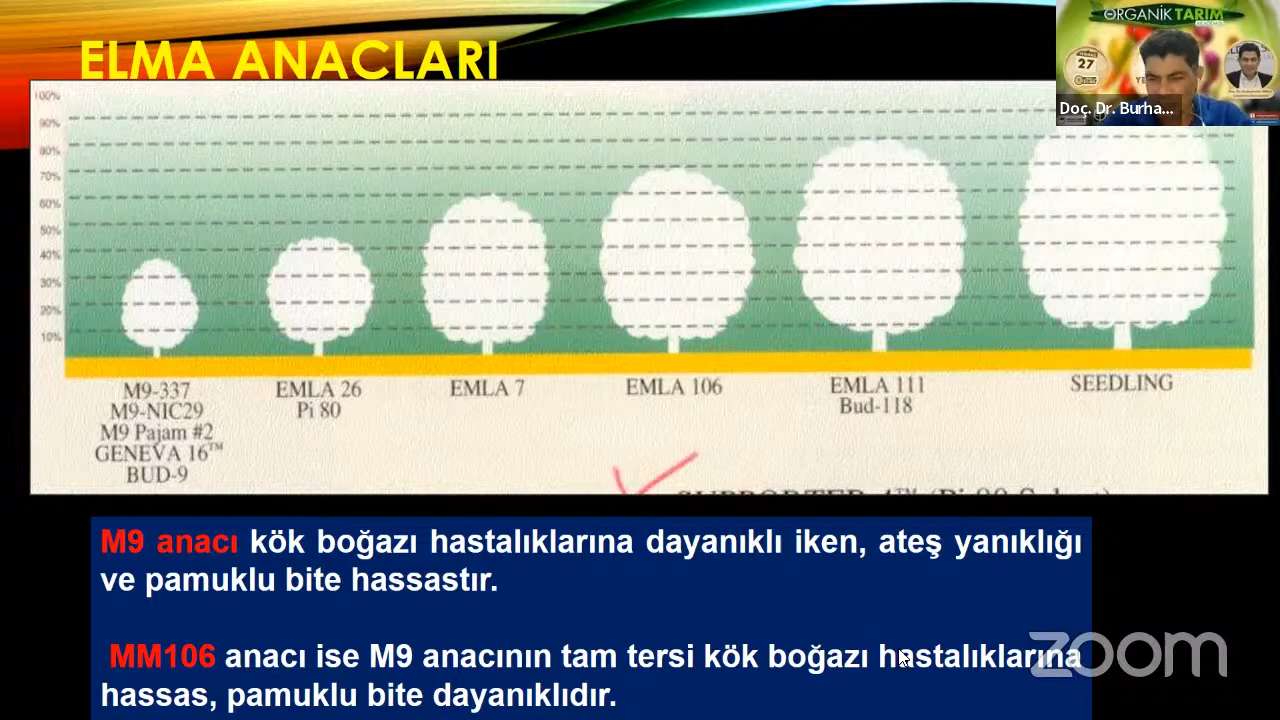 ELMA ANAÇLARI
ORGANİK TARIM
27
Doç. Dr. Burha...
100%
90%
80%
70%
60%
50%
40%
30%
20%
10%
M9-337
M9-NIC29
M9 Pajam #2
GENEVA 16™
BUD-9
EMLA 26
Pi 80
EMLA 7
EMLA 106
EMLA 111
Bud-118
SEEDLING
M9 anacı kök boğazı hastalıklarına dayanıklı iken, ateş yanıklığı
ve pamuklu bite hassastır.
MM106 anacı ise M9 anacının tam tersi kök boğazı hastalıklarına
hassas, pamuklu bite dayanıklıdır.
zoom